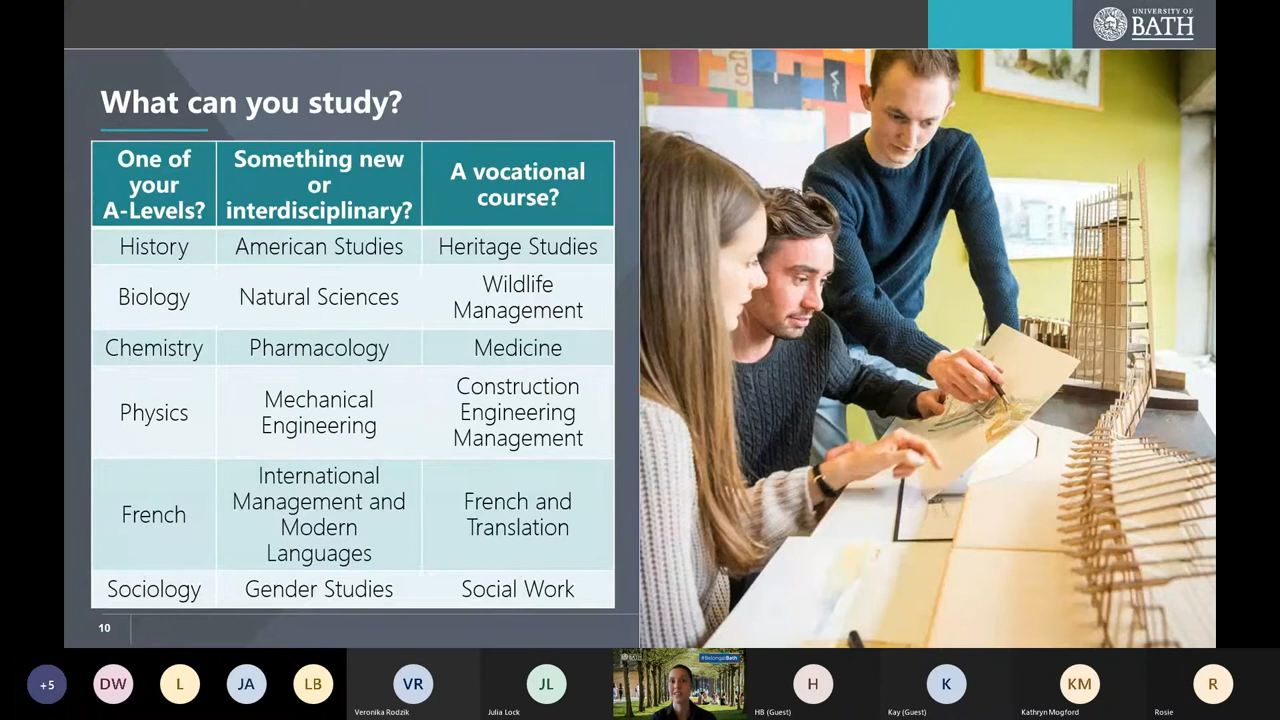 UNIVERSITY OF
BATH
What can you study?
One of
your
A-Levels?
Something new
or
interdisciplinary?
A vocational
course?
History
American Studies
Heritage Studies
Biology
Natural Sciences
Wildlife
Management
Chemistry
Pharmacology
Medicine
Physics
Mechanical
Engineering
Construction
Engineering
Management
French
International
Management and
Modern
Languages
French and
Translation
Sociology
Gender Studies
Social Work
10
+5
DW
L
JA
LB
VR
Veronika Rodzik
JL
Julia Lock
BATH
#BelongatBath
H
HB (Guest)
K
Kay (Guest)
KM
Kathryn Mogford
R
Rosie